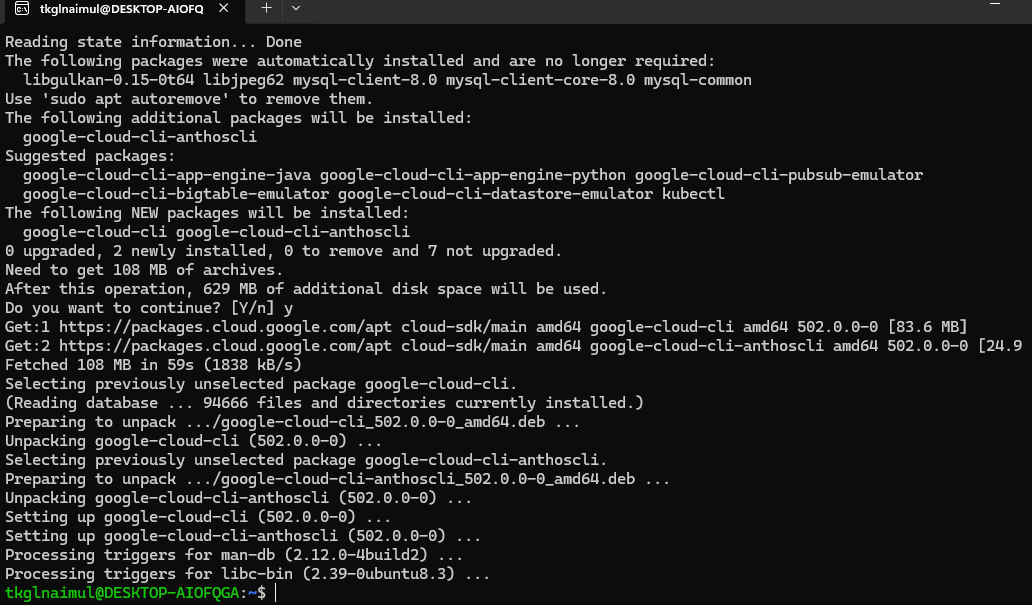 tkglnaimul@DESKTOP-AIOFQ
Reading state information... Done
The following packages were automatically installed and are no longer required:
  libgulkan-0.15-0t64 libjpeg62 mysql-client-8.0 mysql-client-core-8.0 mysql-common
Use 'sudo apt autoremove' to remove them.
The following additional packages will be installed:
  google-cloud-cli-anthoscli
Suggested packages:
  google-cloud-cli-app-engine-java google-cloud-cli-app-engine-python google-cloud-cli-pubsub-emulator
  google-cloud-cli-bigtable-emulator google-cloud-cli-datastore-emulator kubectl
The following NEW packages will be installed:
  google-cloud-cli google-cloud-cli-anthoscli
0 upgraded, 2 newly installed, 0 to remove and 7 not upgraded.
Need to get 108 MB of archives.
After this operation, 629 MB of additional disk space will be used.
Do you want to continue? [Y/n] y
Get:1 https://packages.cloud.google.com/apt cloud-sdk/main amd64 google-cloud-cli amd64 502.0.0-0 [83.6 MB]
Get:2 https://packages.cloud.google.com/apt cloud-sdk/main amd64 google-cloud-cli-anthoscli amd64 502.0.0-0 [24.9
Fetched 108 MB in 59s (1838 kB/s)
Selecting previously unselected package google-cloud-cli.
(Reading database ... 94666 files and directories currently installed.)
Preparing to unpack .../google-cloud-cli_502.0.0-0_amd64.deb ...
Unpacking google-cloud-cli (502.0.0-0) ...
Selecting previously unselected package google-cloud-cli-anthoscli.
Preparing to unpack .../google-cloud-cli-anthoscli_502.0.0-0_amd64.deb ...
Unpacking google-cloud-cli-anthoscli (502.0.0-0) ...
Setting up google-cloud-cli (502.0.0-0) ...
Setting up google-cloud-cli-anthoscli (502.0.0-0) ...
Processing triggers for man-db (2.12.0-4build2) ...
Processing triggers for libc-bin (2.39-0ubuntu8.3) ...
tkglnaimul@DESKTOP-AIOFQGA:~$